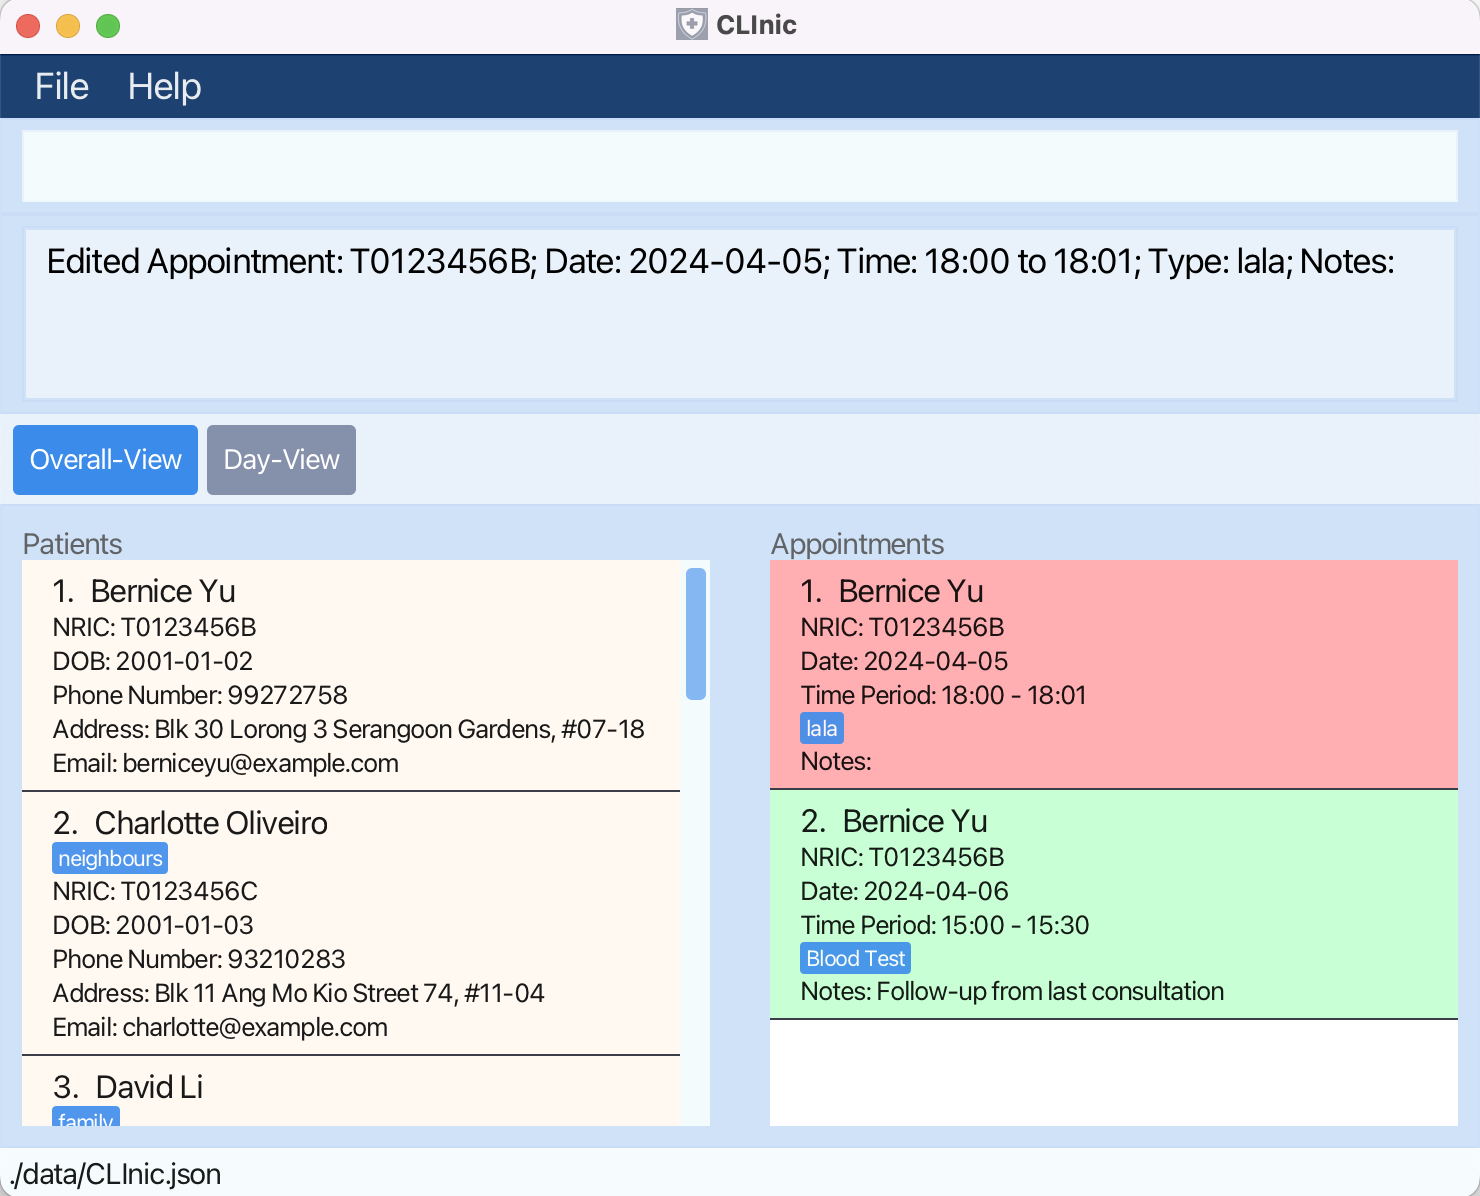 CLInic
File Help
Edited Appointment: T0123456B; Date: 2024-04-05; Time: 18:00 to 18:01; Type: lala; Notes:
Overall-View Day-View
Patients
1. Bernice Yu
NRIC: T0123456B
DOB: 2001-01-02
Phone Number: 99272758
Address: Blk 30 Lorong 3 Serangoon Gardens, #07-18
Email: berniceyu@example.com
2. Charlotte Oliveiro
neighbours
NRIC: T0123456C
DOB: 2001-01-03
Phone Number: 93210283
Address: Blk 11 Ang Mo Kio Street 74, #11-04
Email: charlotte@example.com
3. David Li
family
Appointments
1. Bernice Yu
NRIC: T0123456B
Date: 2024-04-05
Time Period: 18:00 - 18:01
lala
Notes:
2. Bernice Yu
NRIC: T0123456B
Date: 2024-04-06
Time Period: 15:00 - 15:30
Blood Test
Notes: Follow-up from last consultation
./data/CLInic.json